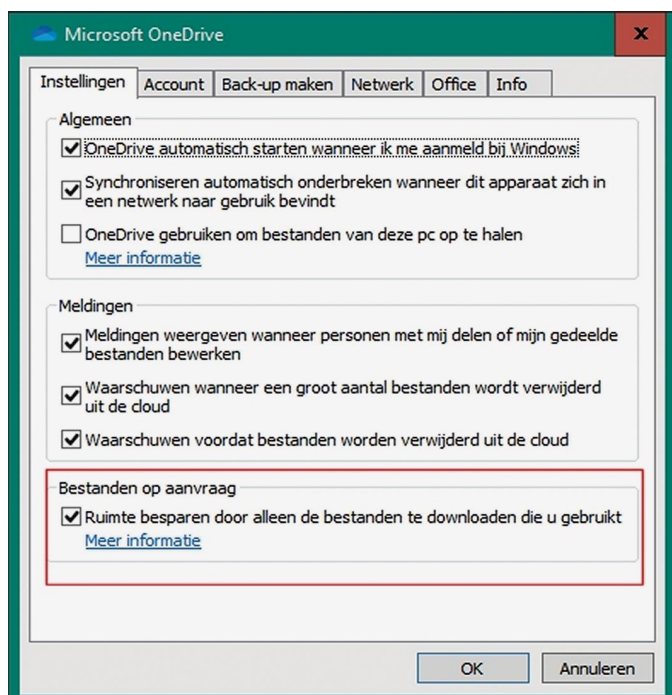 Microsoft OneDrive
X
Instellingen Account Back-up maken Netwerk Office Info
Algemeen
OneDrive automatisch starten wanneer ik me aanmeld bij Windows
Synchroniseren automatisch onderbreken wanneer dit apparaat zich in
een netwerk naar gebruik bevindt
OneDrive gebruiken om bestanden van deze pc op te halen
Meer informatie
Meldingen
Meldingen weergeven wanneer personen met mij delen of mijn gedeelde
bestanden bewerken
Waarschuwen wanneer een groot aantal bestanden wordt verwijderd
uit de cloud
Waarschuwen voordat bestanden worden verwijderd uit de cloud
Bestanden op aanvraag
Ruimte besparen door alleen de bestanden te downloaden die u gebruikt
Meer informatie
OK Annuleren